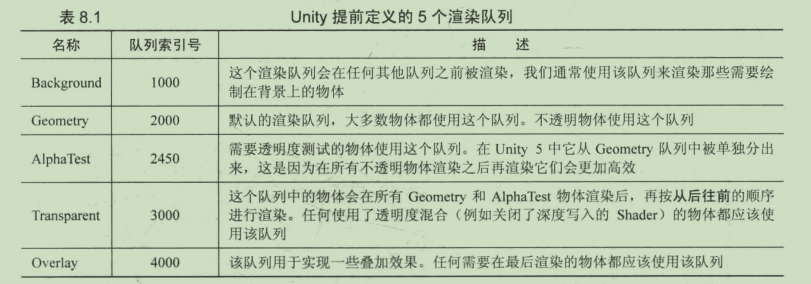 表 8.1 Unity 提前定义的 5 个渲染队列
名称 队列索引号 描 述
Background 1000 这个渲染队列会在任何其他队列之前被渲染，我们通常使用该队列来渲染那些需要绘
制在背景上的物体
Geometry 2000 默认的渲染队列，大多数物体都使用这个队列。不透明物体使用这个队列
AlphaTest 2450 需要透明度测试的物体使用这个队列。在 Unity 5 中它从 Geometry 队列中被单独分出
来，这是因为在所有不透明物体渲染之后再渲染它们会更加高效
Transparent 3000 这个队列中的物体会在所有 Geometry 和 AlphaTest 物体渲染后，再按从后往前的顺序
进行渲染。任何使用了透明度混合（例如关闭了深度写入的 Shader）的物体都应该使
用该队列
Overlay 4000 该队列用于实现一些叠加效果。任何需要在最后渲染的物体都应该使用该队列